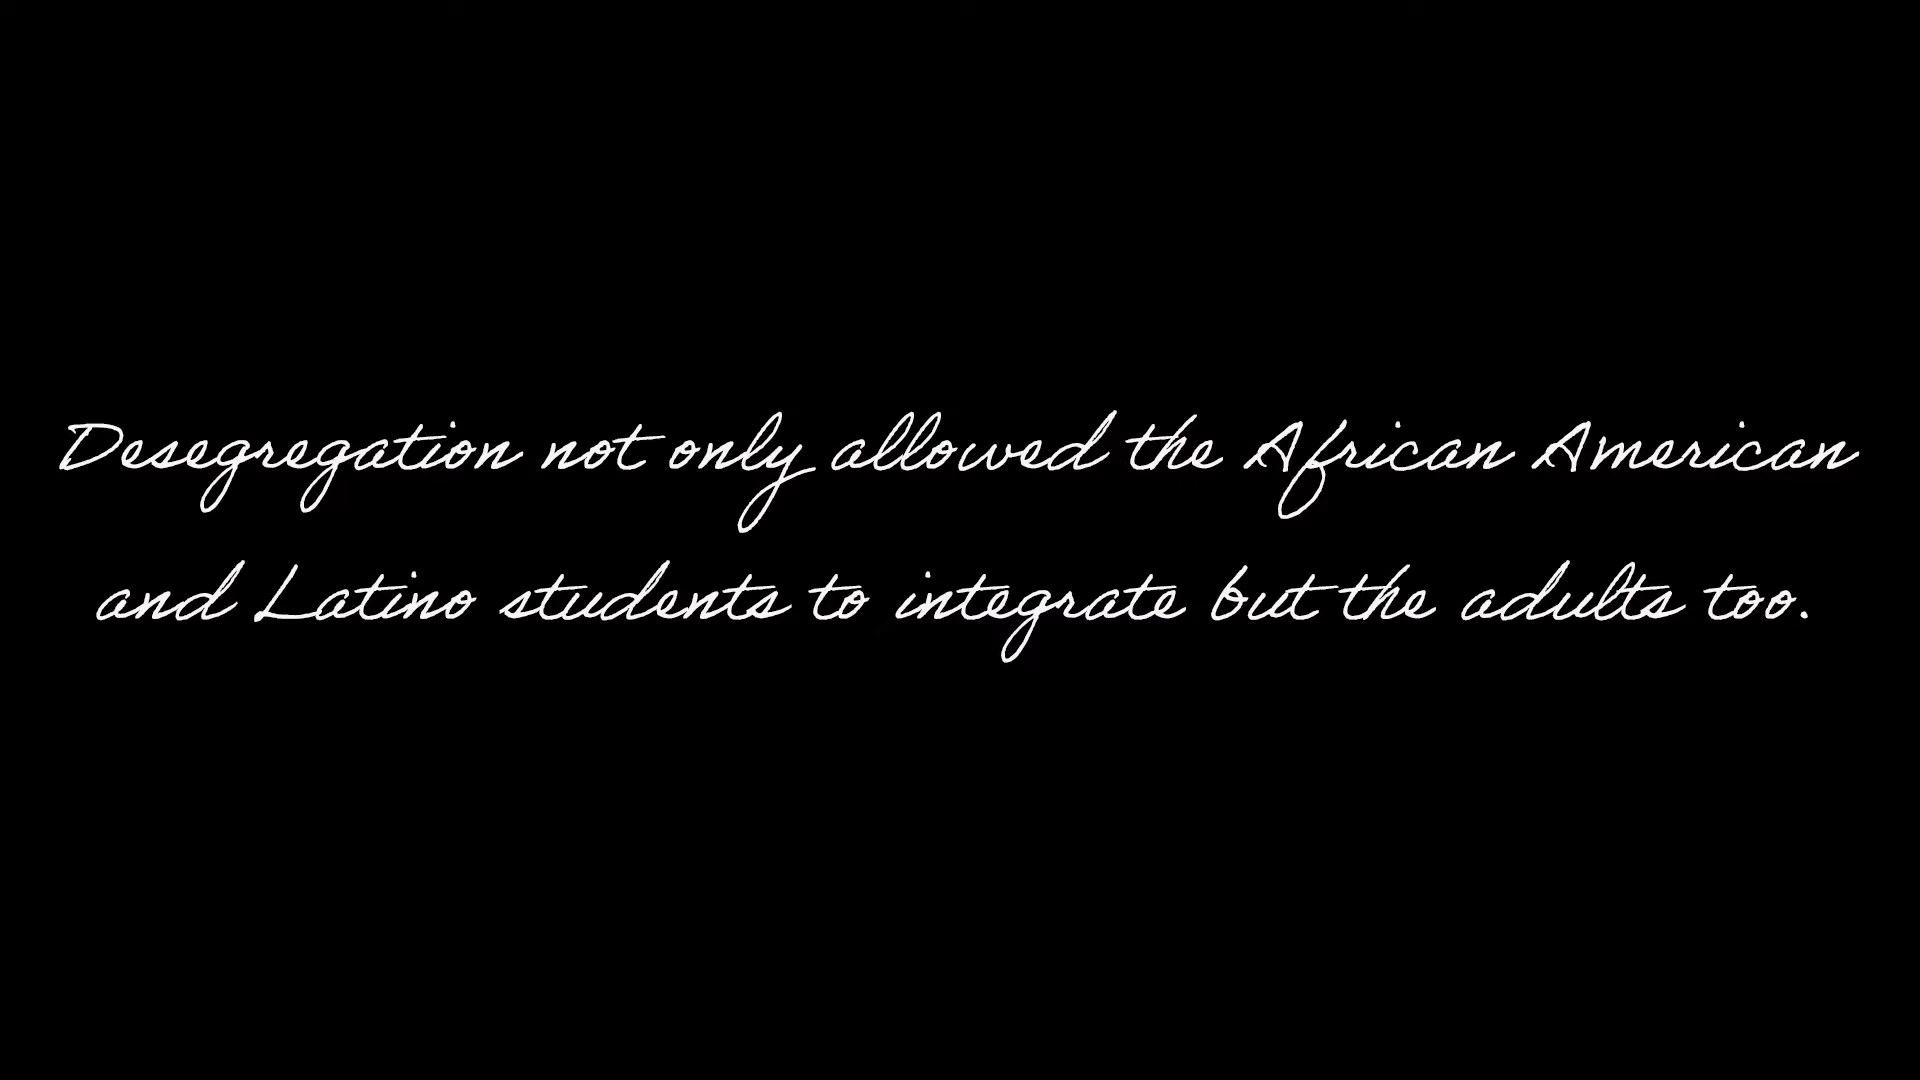 Desegregation not only allowed the African American
and Latino students to integrate but the adults too.